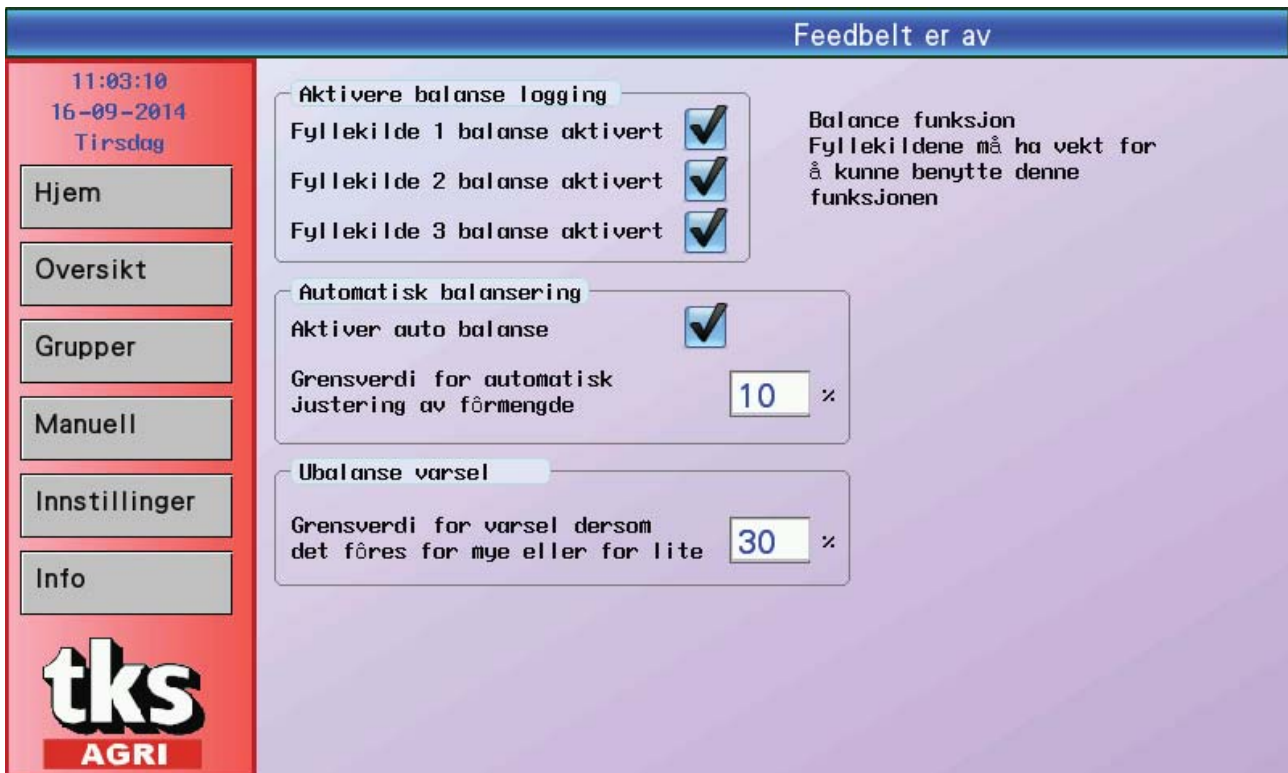 Feedbelt er av
11:03:10
16-09-2014
Tirsdag
Hjem
Oversikt
Grupper
Manuell
Innstillinger
Info
tks
AGRI
Aktivere balanse logging
Fyllekilde 1 balanse aktivert
Fyllekilde 2 balanse aktivert
Fyllekilde 3 balanse aktivert
Balance funksjon
Fyllekildene må ha vekt for
å kunne benytte denne
funksjonen
Automatisk balansering
Aktiver auto balanse
Grensverdi for automatisk
justering av fôrmengde
10 %
Ubalanse varsel
Grensverdi for varsel dersom
det fôres for mye eller for lite
30 %